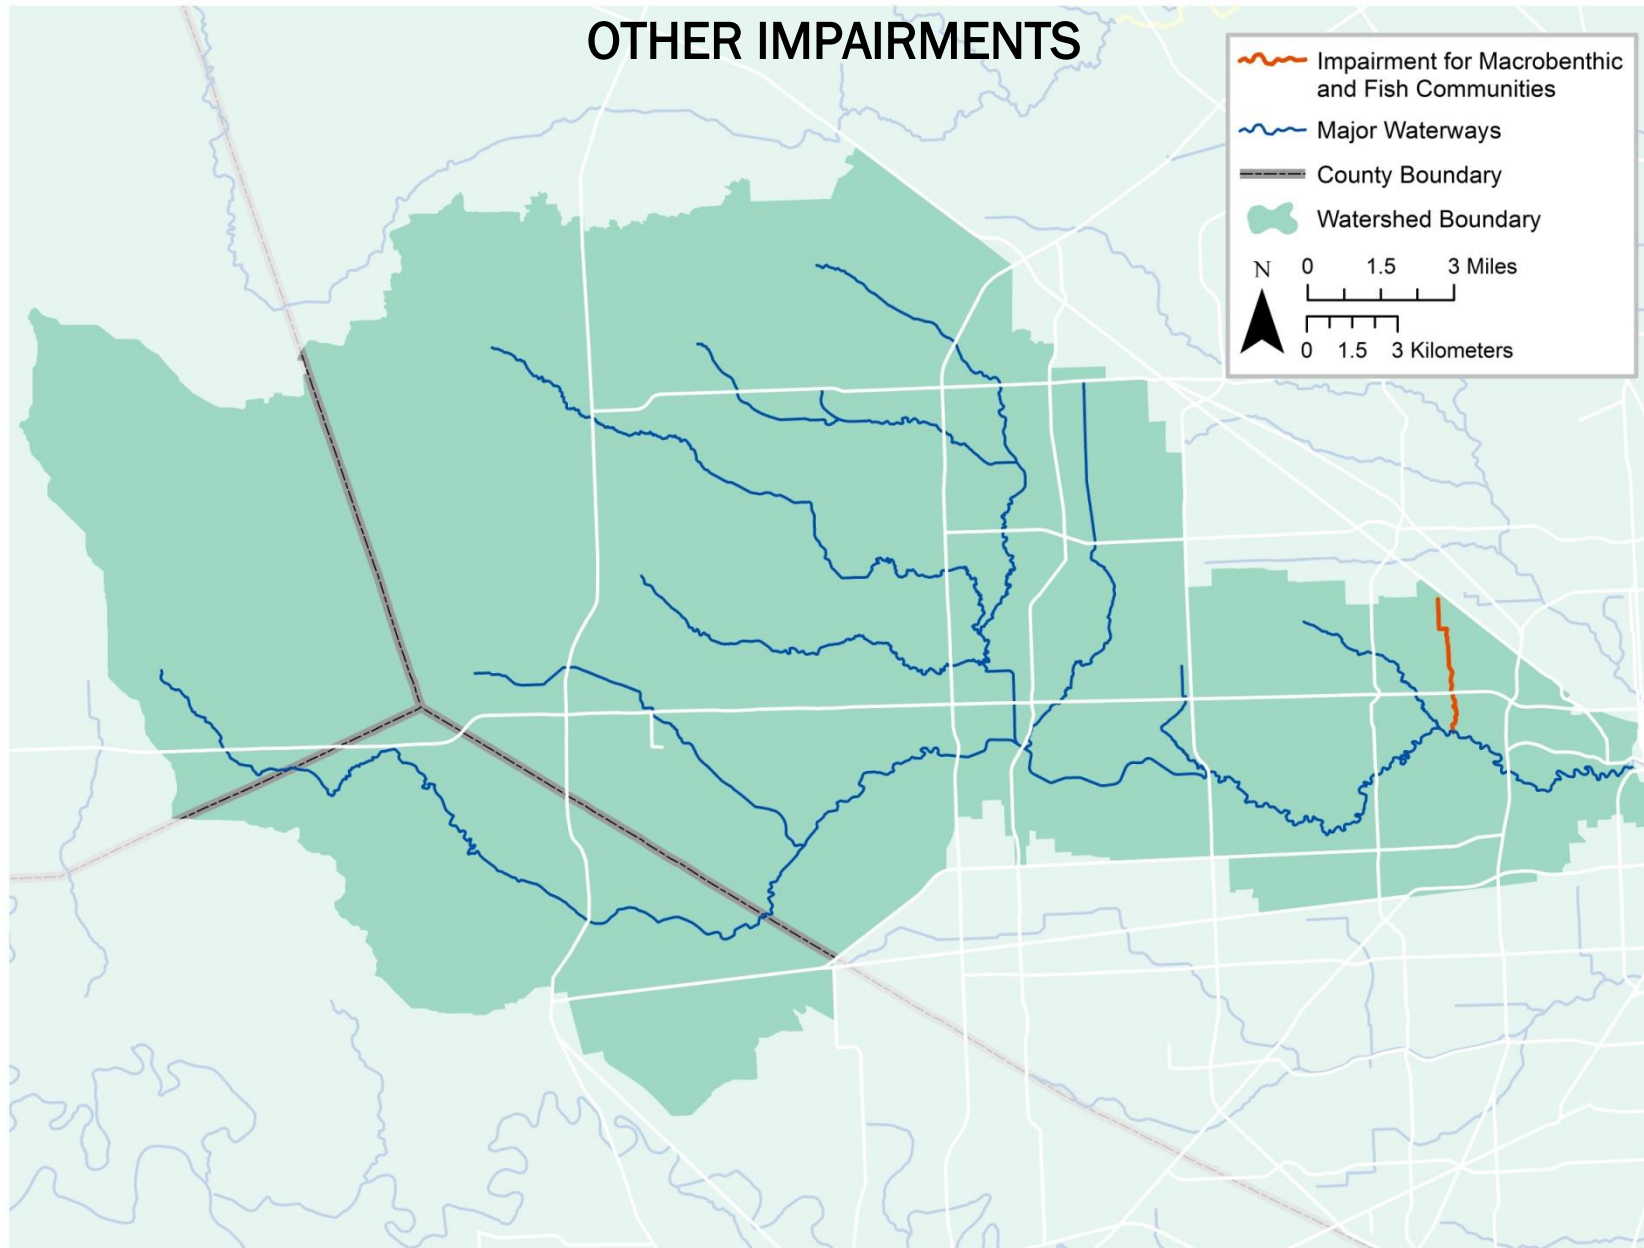 OTHER IMPAIRMENTS
Impairment for Macrobenthic
and Fish Communities
Major Waterways
County Boundary
Watershed Boundary
N
0 1.5 3 Miles
0 1.5 3 Kilometers